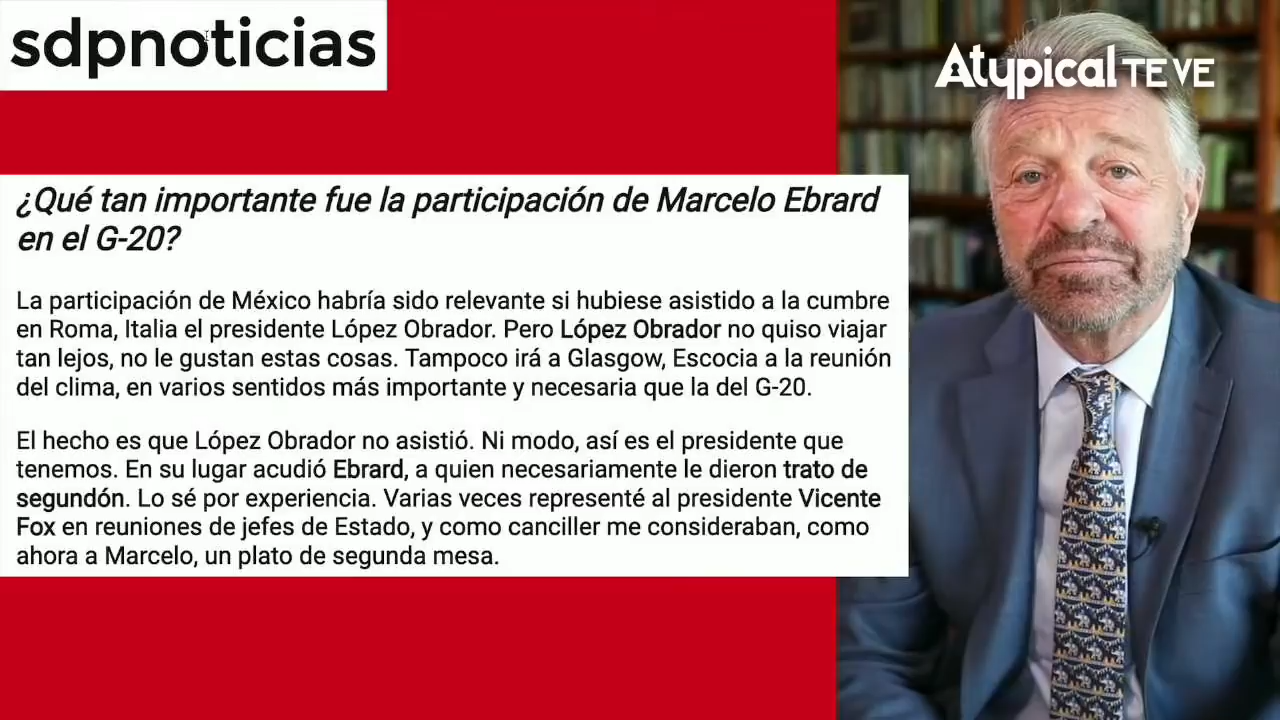 sdpnoticias
Atypical TE VE
¿Qué tan importante fue la participación de Marcelo Ebrard
en el G-20?
La participación de México habría sido relevante si hubiese asistido a la cumbre
en Roma, Italia el presidente López Obrador. Pero López Obrador no quiso viajar
tan lejos, no le gustan estas cosas. Tampoco irá a Glasgow, Escocia a la reunión
del clima, en varios sentidos más importante y necesaria que la del G-20.
El hecho es que López Obrador no asistió. Ni modo, así es el presidente que
tenemos. En su lugar acudió Ebrard, a quien necesariamente le dieron trato de
segundón. Lo sé por experiencia. Varias veces representé al presidente Vicente
Fox en reuniones de jefes de Estado, y como canciller me consideraban, como
ahora a Marcelo, un plato de segunda mesa.